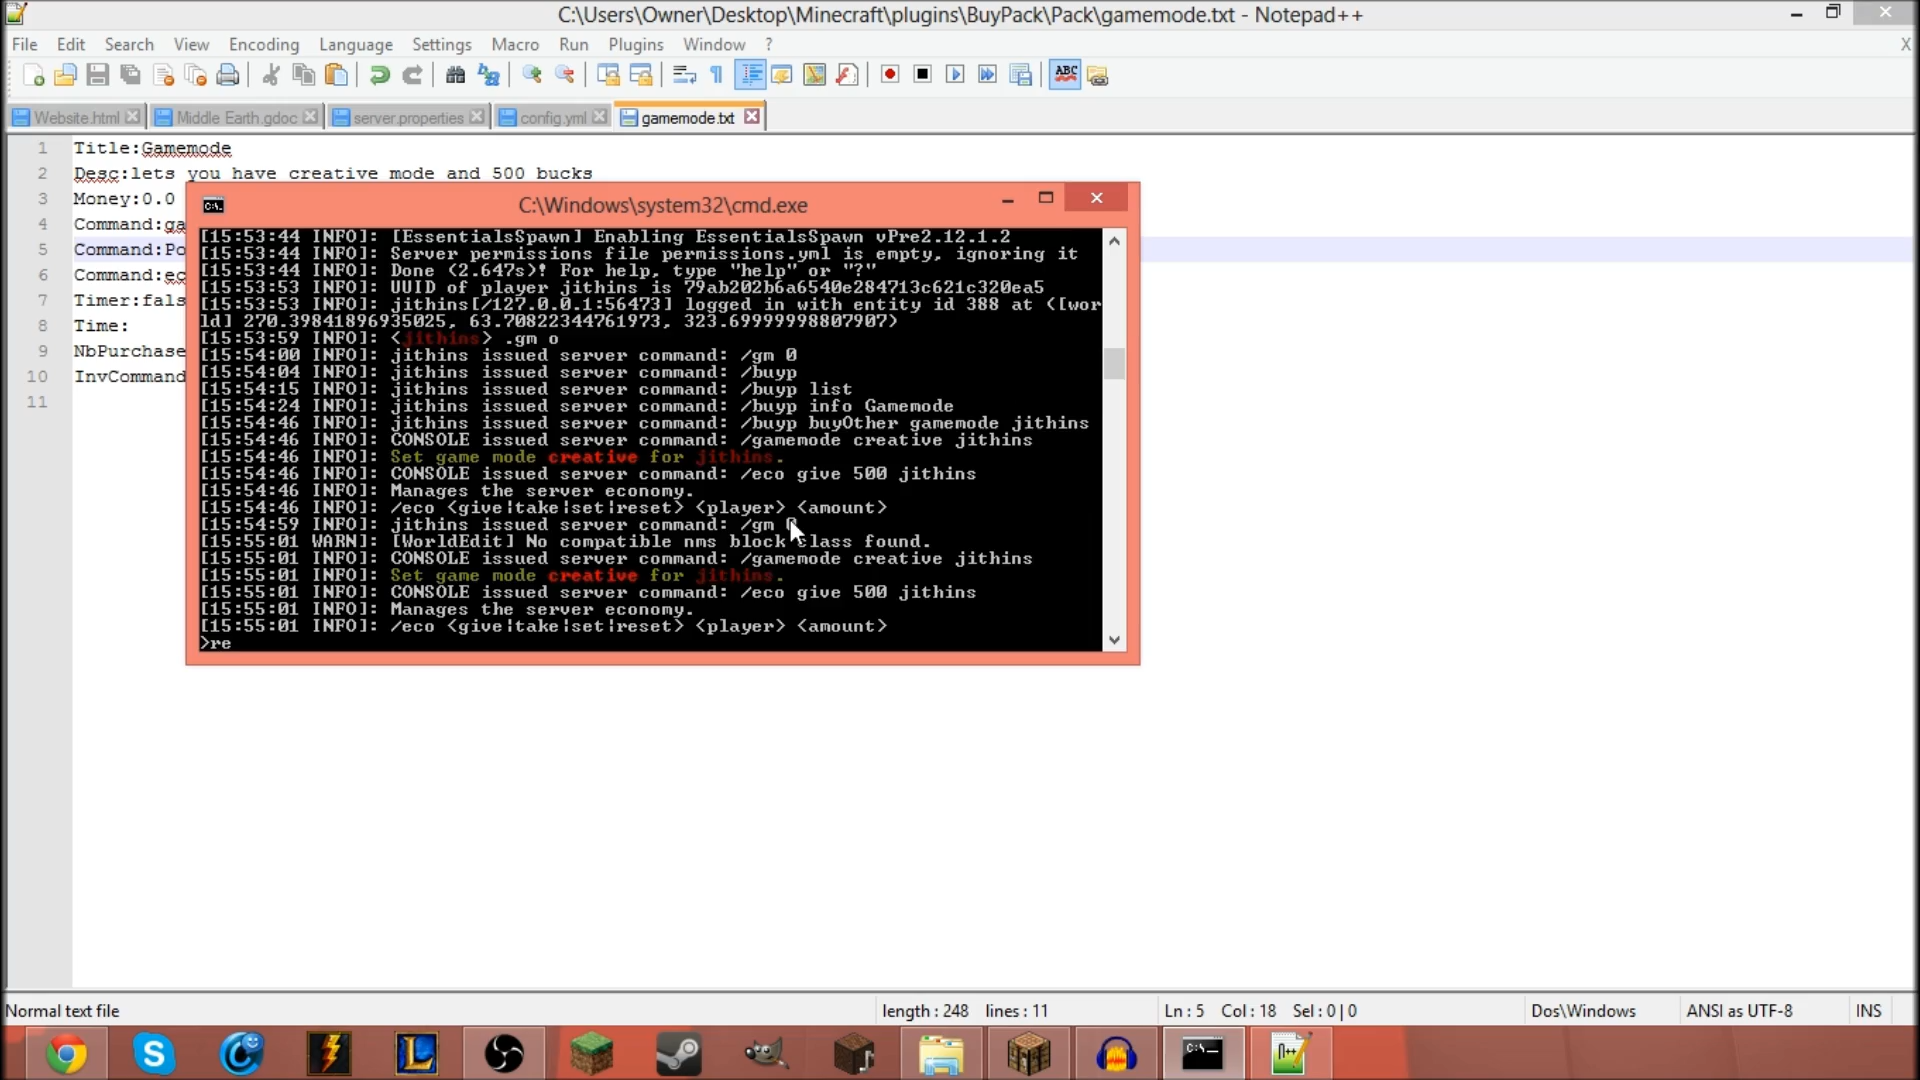 C:\Users\Owner\Desktop\Minecraft\plugins\BuyPack\Pack\gamemode.txt - Notepad++
File Edit Search View Encoding Language Settings Macro Run Plugins Window ? X
Website.html Middle Earth.gdoc server.properties config.yml gamemode.txt
1 Title:Gamemode
2 Desc:lets you have creative mode and 500 bucks
3 Money:0.0
4 Command:ga
5 Command:Po
6 Command:ec
7 Timer:fals
8 Time:
9 NbPurchase
10 InvCommand
11
C:\Windows\system32\cmd.exe
[15:53:44 INFO]: [EssentialsSpawn] Enabling EssentialsSpawn vPre2.12.1.2
[15:53:44 INFO]: Server permissions file permissions.yml is empty, ignoring it
[15:53:44 INFO]: Done (2.647s)! For help, type "help" or "?"
[15:53:53 INFO]: UUID of player jithins is 79ab202b6a6540e284713c621c320ea5
[15:53:53 INFO]: jithins[/127.0.0.1:56473] logged in with entity id 388 at ([wor
ld] 270.39841896935025, 63.70822344761973, 323.69999998807907)
[15:53:59 INFO]: <jithins> .gm o
[15:54:00 INFO]: jithins issued server command: /gm 0
[15:54:04 INFO]: jithins issued server command: /buyp
[15:54:15 INFO]: jithins issued server command: /buyp list
[15:54:24 INFO]: jithins issued server command: /buyp info Gamemode
[15:54:46 INFO]: jithins issued server command: /buyp buyOther gamemode jithins
[15:54:46 INFO]: CONSOLE issued server command: /gamemode creative jithins
[15:54:46 INFO]: Set game mode creative for jithins.
[15:54:46 INFO]: CONSOLE issued server command: /eco give 500 jithins
[15:54:46 INFO]: Manages the server economy.
[15:54:46 INFO]: /eco <give|take|set|reset> <player> <amount>
[15:54:59 INFO]: jithins issued server command: /gm 0
[15:55:01 WARN]: [WorldEdit] No compatible nms block class found.
[15:55:01 INFO]: CONSOLE issued server command: /gamemode creative jithins
[15:55:01 INFO]: Set game mode creative for jithins.
[15:55:01 INFO]: CONSOLE issued server command: /eco give 500 jithins
[15:55:01 INFO]: Manages the server economy.
[15:55:01 INFO]: /eco <give|take|set|reset> <player> <amount>
>re
Normal text file length : 248 lines : 11 Ln : 5 Col : 18 Sel : 0 | 0 Dos\Windows ANSI as UTF-8 INS